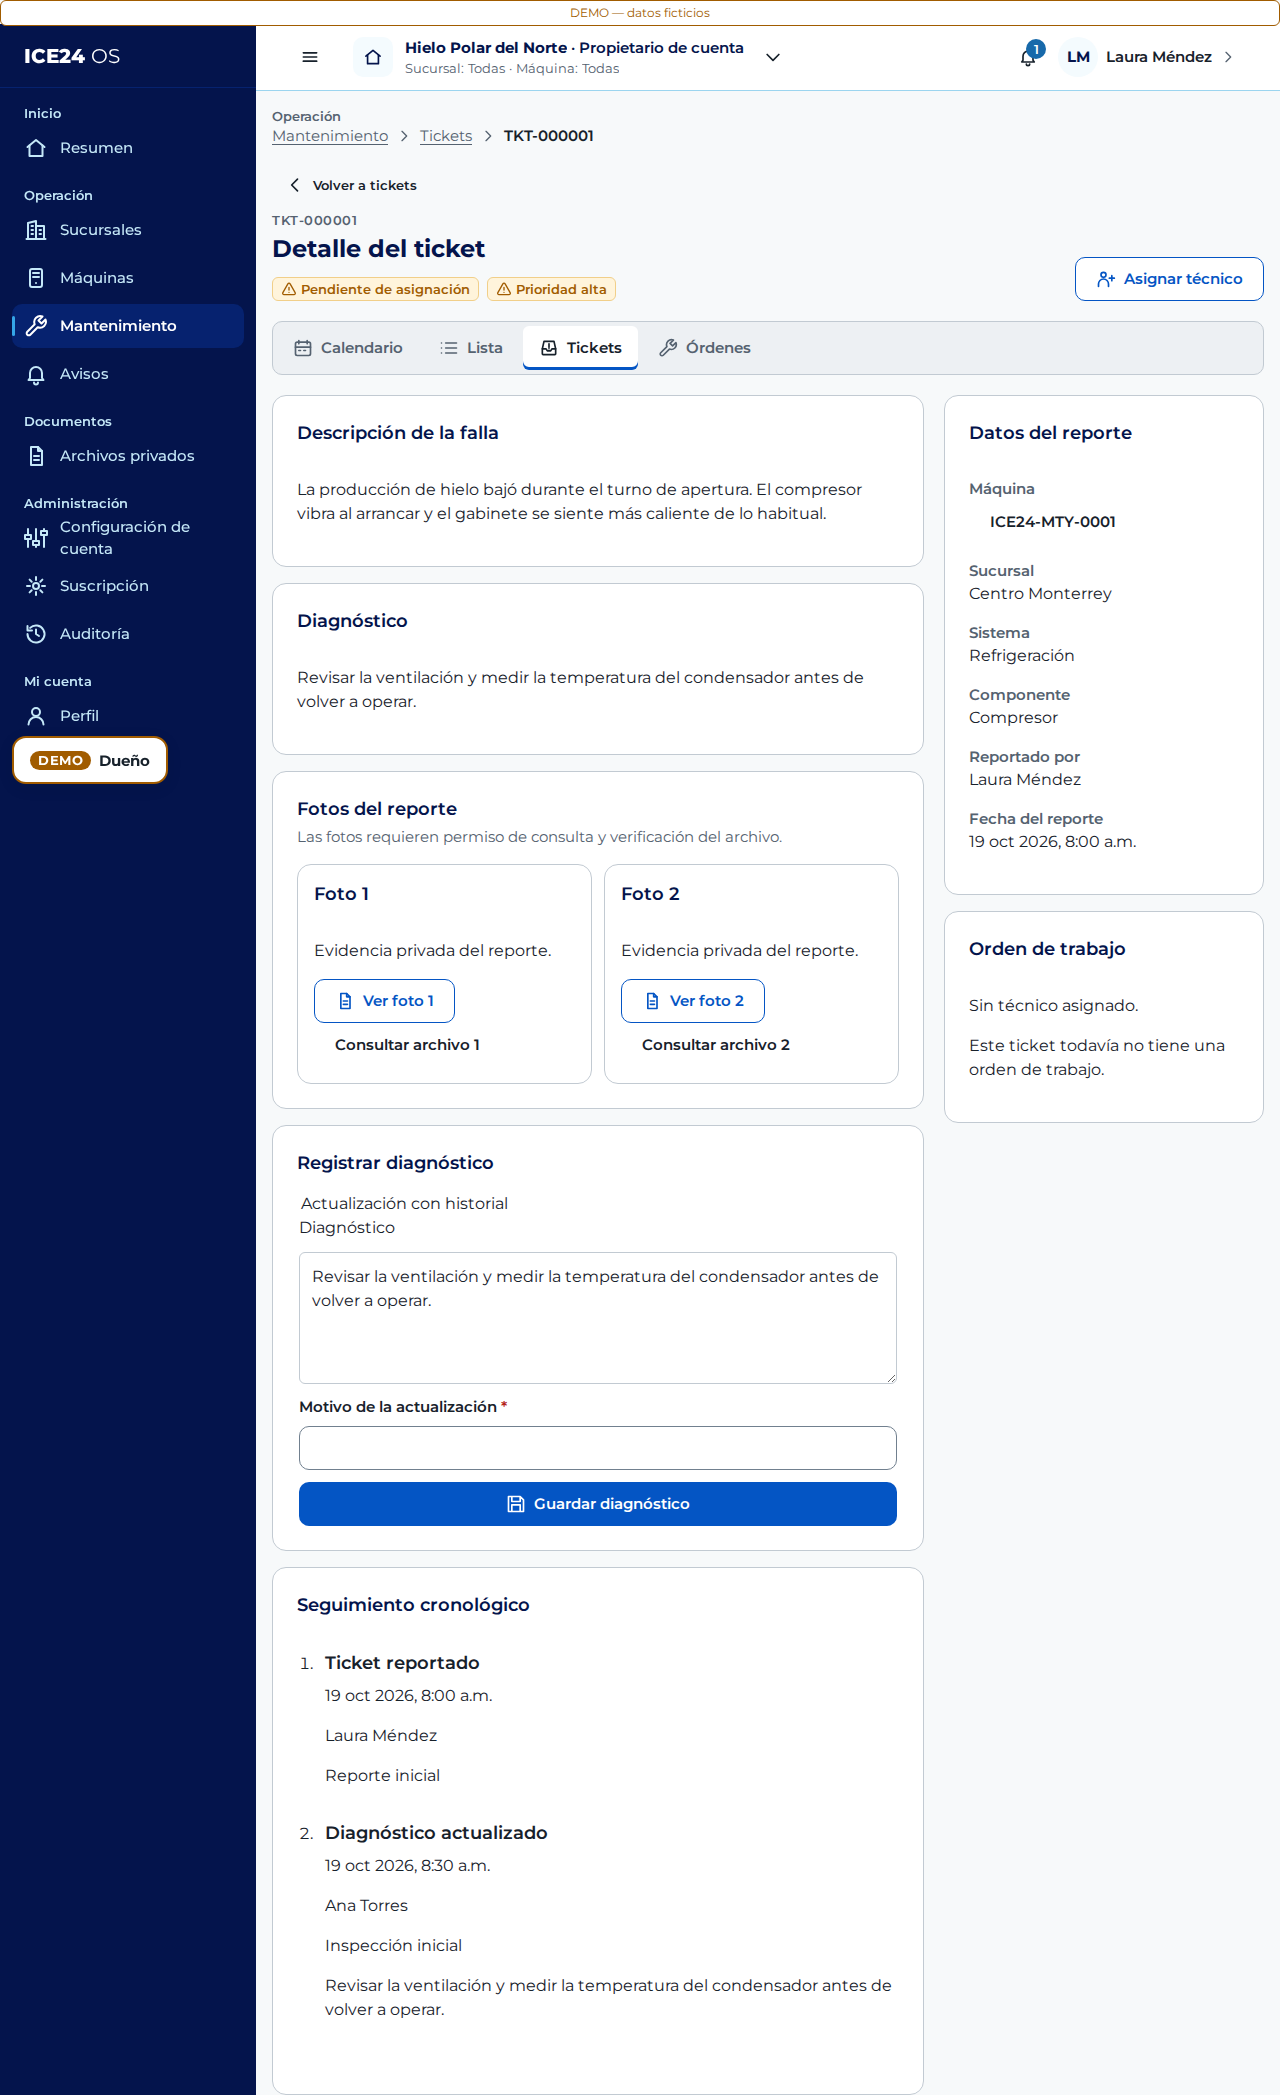 DEMO — datos ficticios
ICE24 OS
Inicio
Resumen
Operación
Sucursales
Máquinas
Mantenimiento
Avisos
Documentos
Archivos privados
Administración
Configuración de
cuenta
Suscripción
Auditoría
Mi cuenta
Perfil
DEMO Dueño
Hielo Polar del Norte · Propietario de cuenta
Sucursal: Todas · Máquina: Todas
1
LM Laura Méndez
Operación
Mantenimiento > Tickets > TKT-000001
Volver a tickets
TKT-000001
Detalle del ticket
Pendiente de asignación Prioridad alta
Asignar técnico
Calendario Lista Tickets Órdenes
Descripción de la falla
La producción de hielo bajó durante el turno de apertura. El compresor
vibra al arrancar y el gabinete se siente más caliente de lo habitual.
Diagnóstico
Revisar la ventilación y medir la temperatura del condensador antes de
volver a operar.
Fotos del reporte
Las fotos requieren permiso de consulta y verificación del archivo.
Foto 1
Evidencia privada del reporte.
Ver foto 1
Consultar archivo 1
Foto 2
Evidencia privada del reporte.
Ver foto 2
Consultar archivo 2
Registrar diagnóstico
Actualización con historial
Diagnóstico
Revisar la ventilación y medir la temperatura del condensador antes de
volver a operar.
Motivo de la actualización *
Guardar diagnóstico
Seguimiento cronológico
1. Ticket reportado
19 oct 2026, 8:00 a.m.
Laura Méndez
Reporte inicial
2. Diagnóstico actualizado
19 oct 2026, 8:30 a.m.
Ana Torres
Inspección inicial
Revisar la ventilación y medir la temperatura del condensador antes de
volver a operar.
Datos del reporte
Máquina
ICE24-MTY-0001
Sucursal
Centro Monterrey
Sistema
Refrigeración
Componente
Compresor
Reportado por
Laura Méndez
Fecha del reporte
19 oct 2026, 8:00 a.m.
Orden de trabajo
Sin técnico asignado.
Este ticket todavía no tiene una
orden de trabajo.